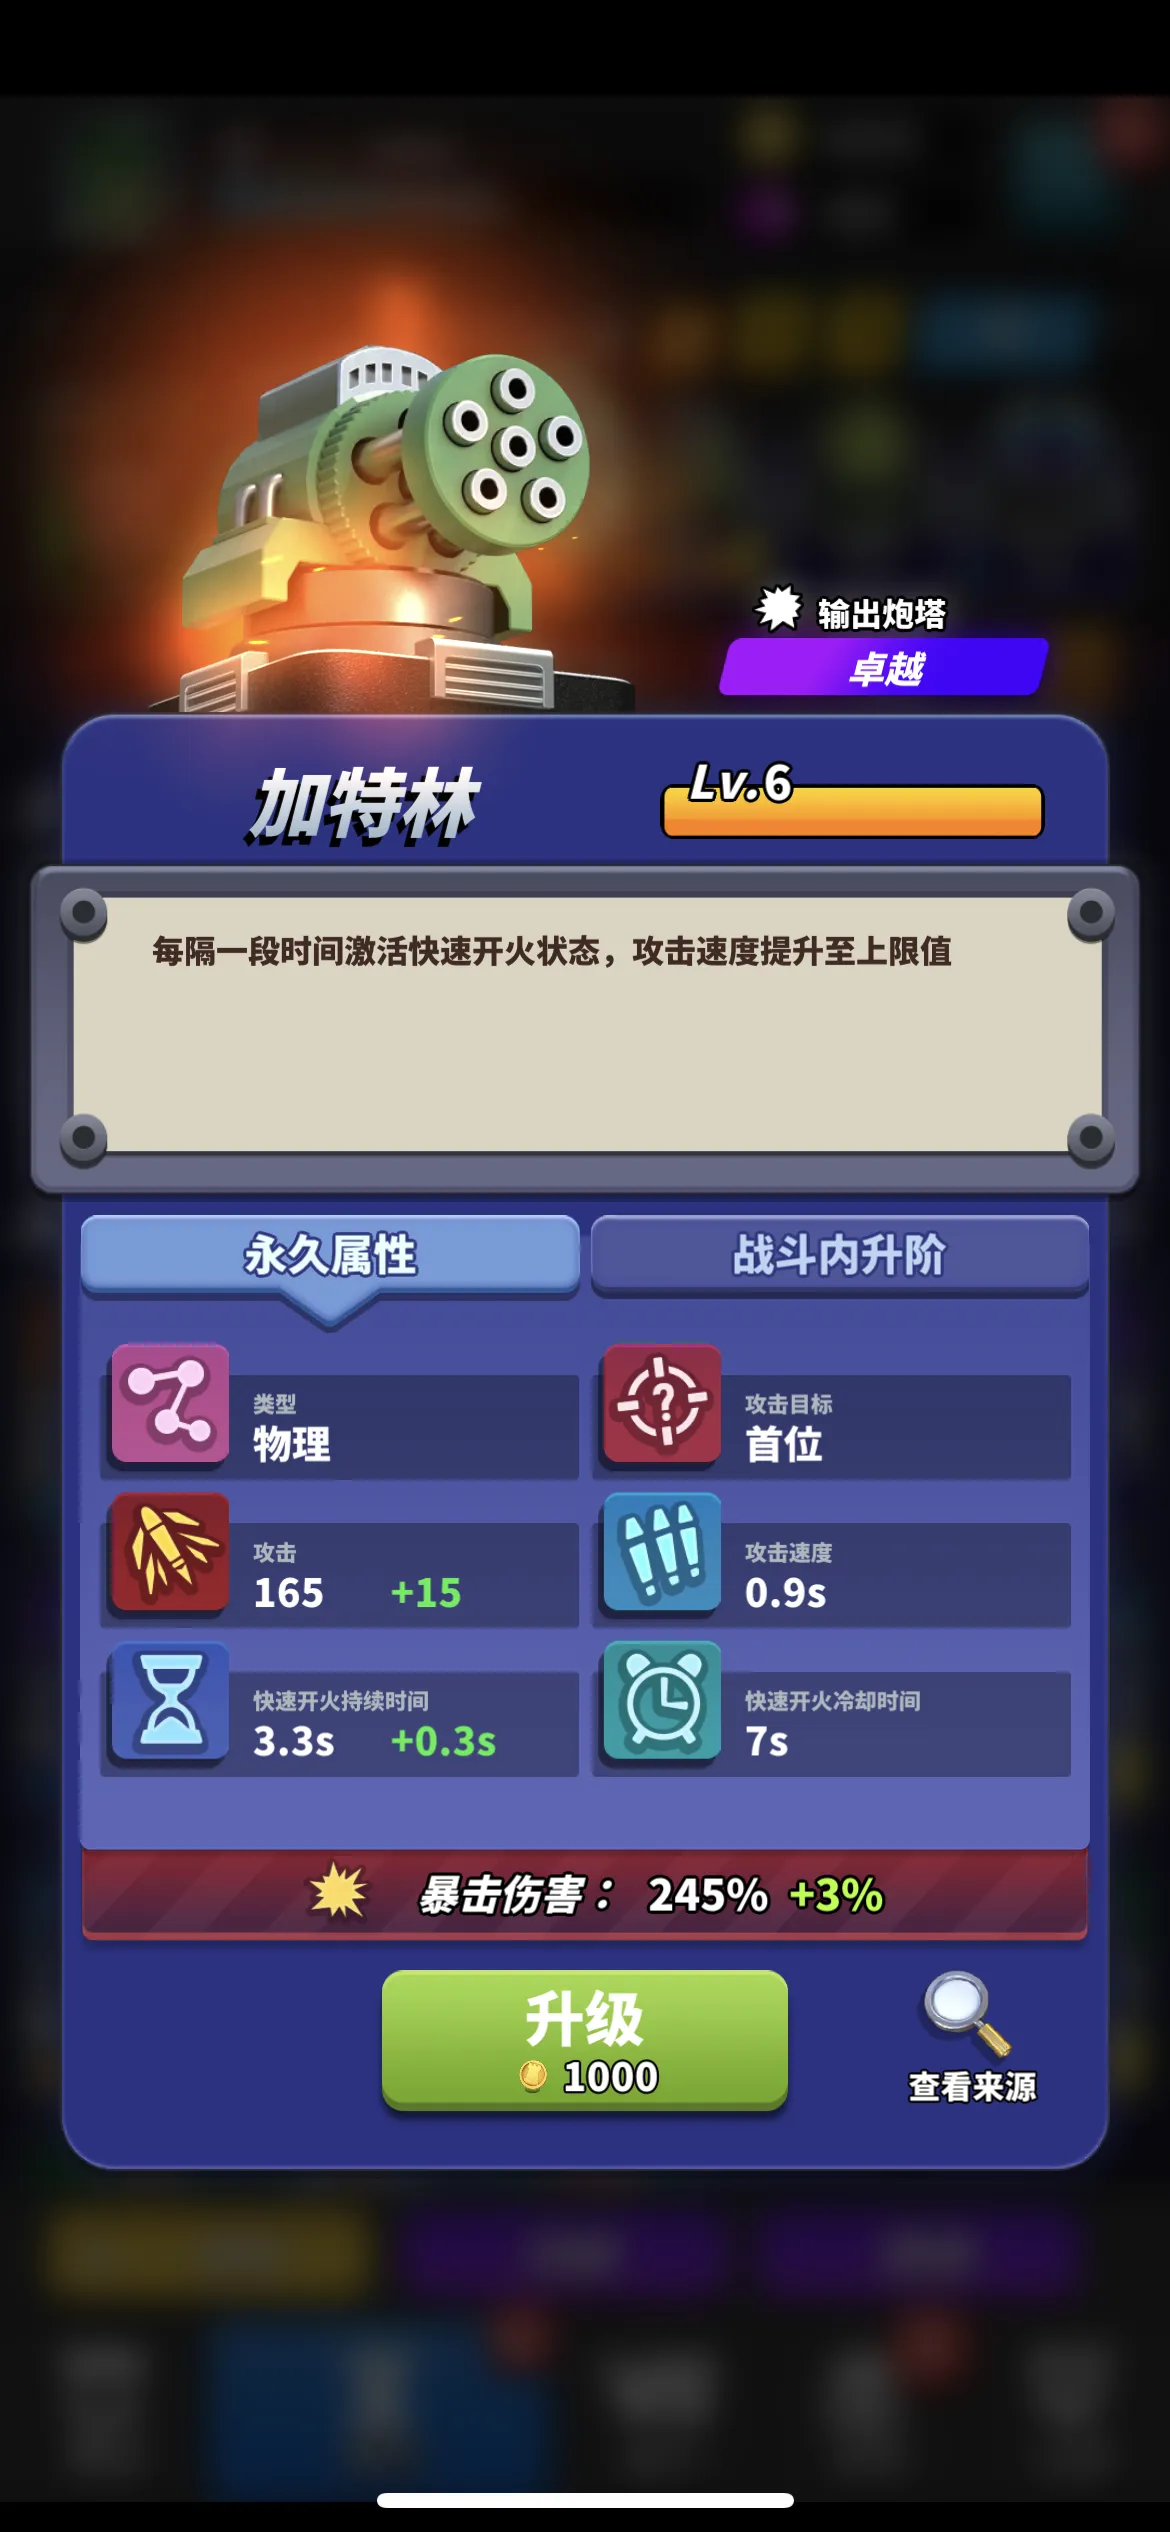 输出炮塔
卓越
加特林
Lv.6
每隔一段时间激活快速开火状态，攻击速度提升至上限值
永久属性
战斗内升阶
类型
物理
攻击目标
首位
攻击
165 +15
攻击速度
0.9s
快速开火持续时间
3.3s +0.3s
快速开火冷却时间
7s
暴击伤害： 245% +3%
升级
1000
查看来源